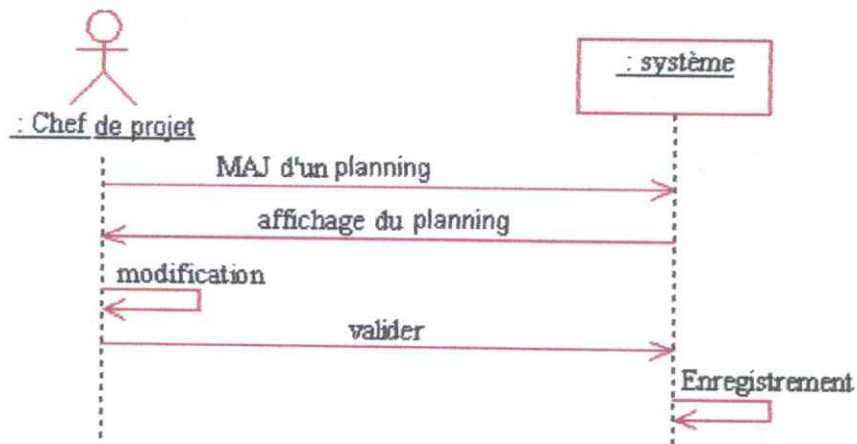 : système
: Chef de projet
MAJ d'un planning
affichage du planning
modification
valider
Enregistrement